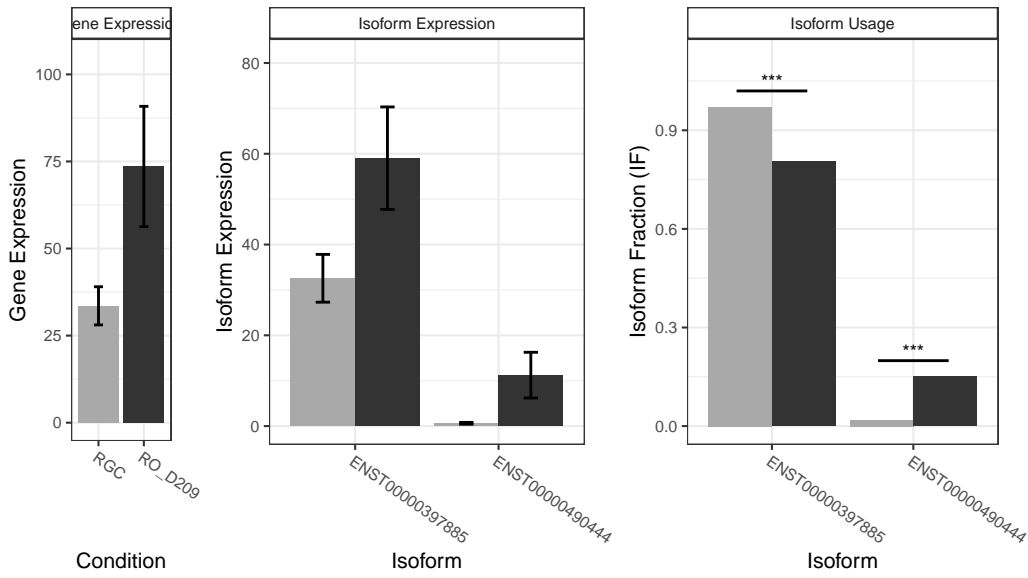 ene Expressio
Gene Expression
100
75
50
25
0
RGC
RO_D209
Condition
Isoform Expression
Isoform Expression
80
60
40
20
0
ENST00000397885
ENST00000490444
Isoform
Isoform Usage
Isoform Fraction (IF)
0.9
0.6
0.3
0.0
***
***
ENST00000397885
ENST00000490444
Isoform